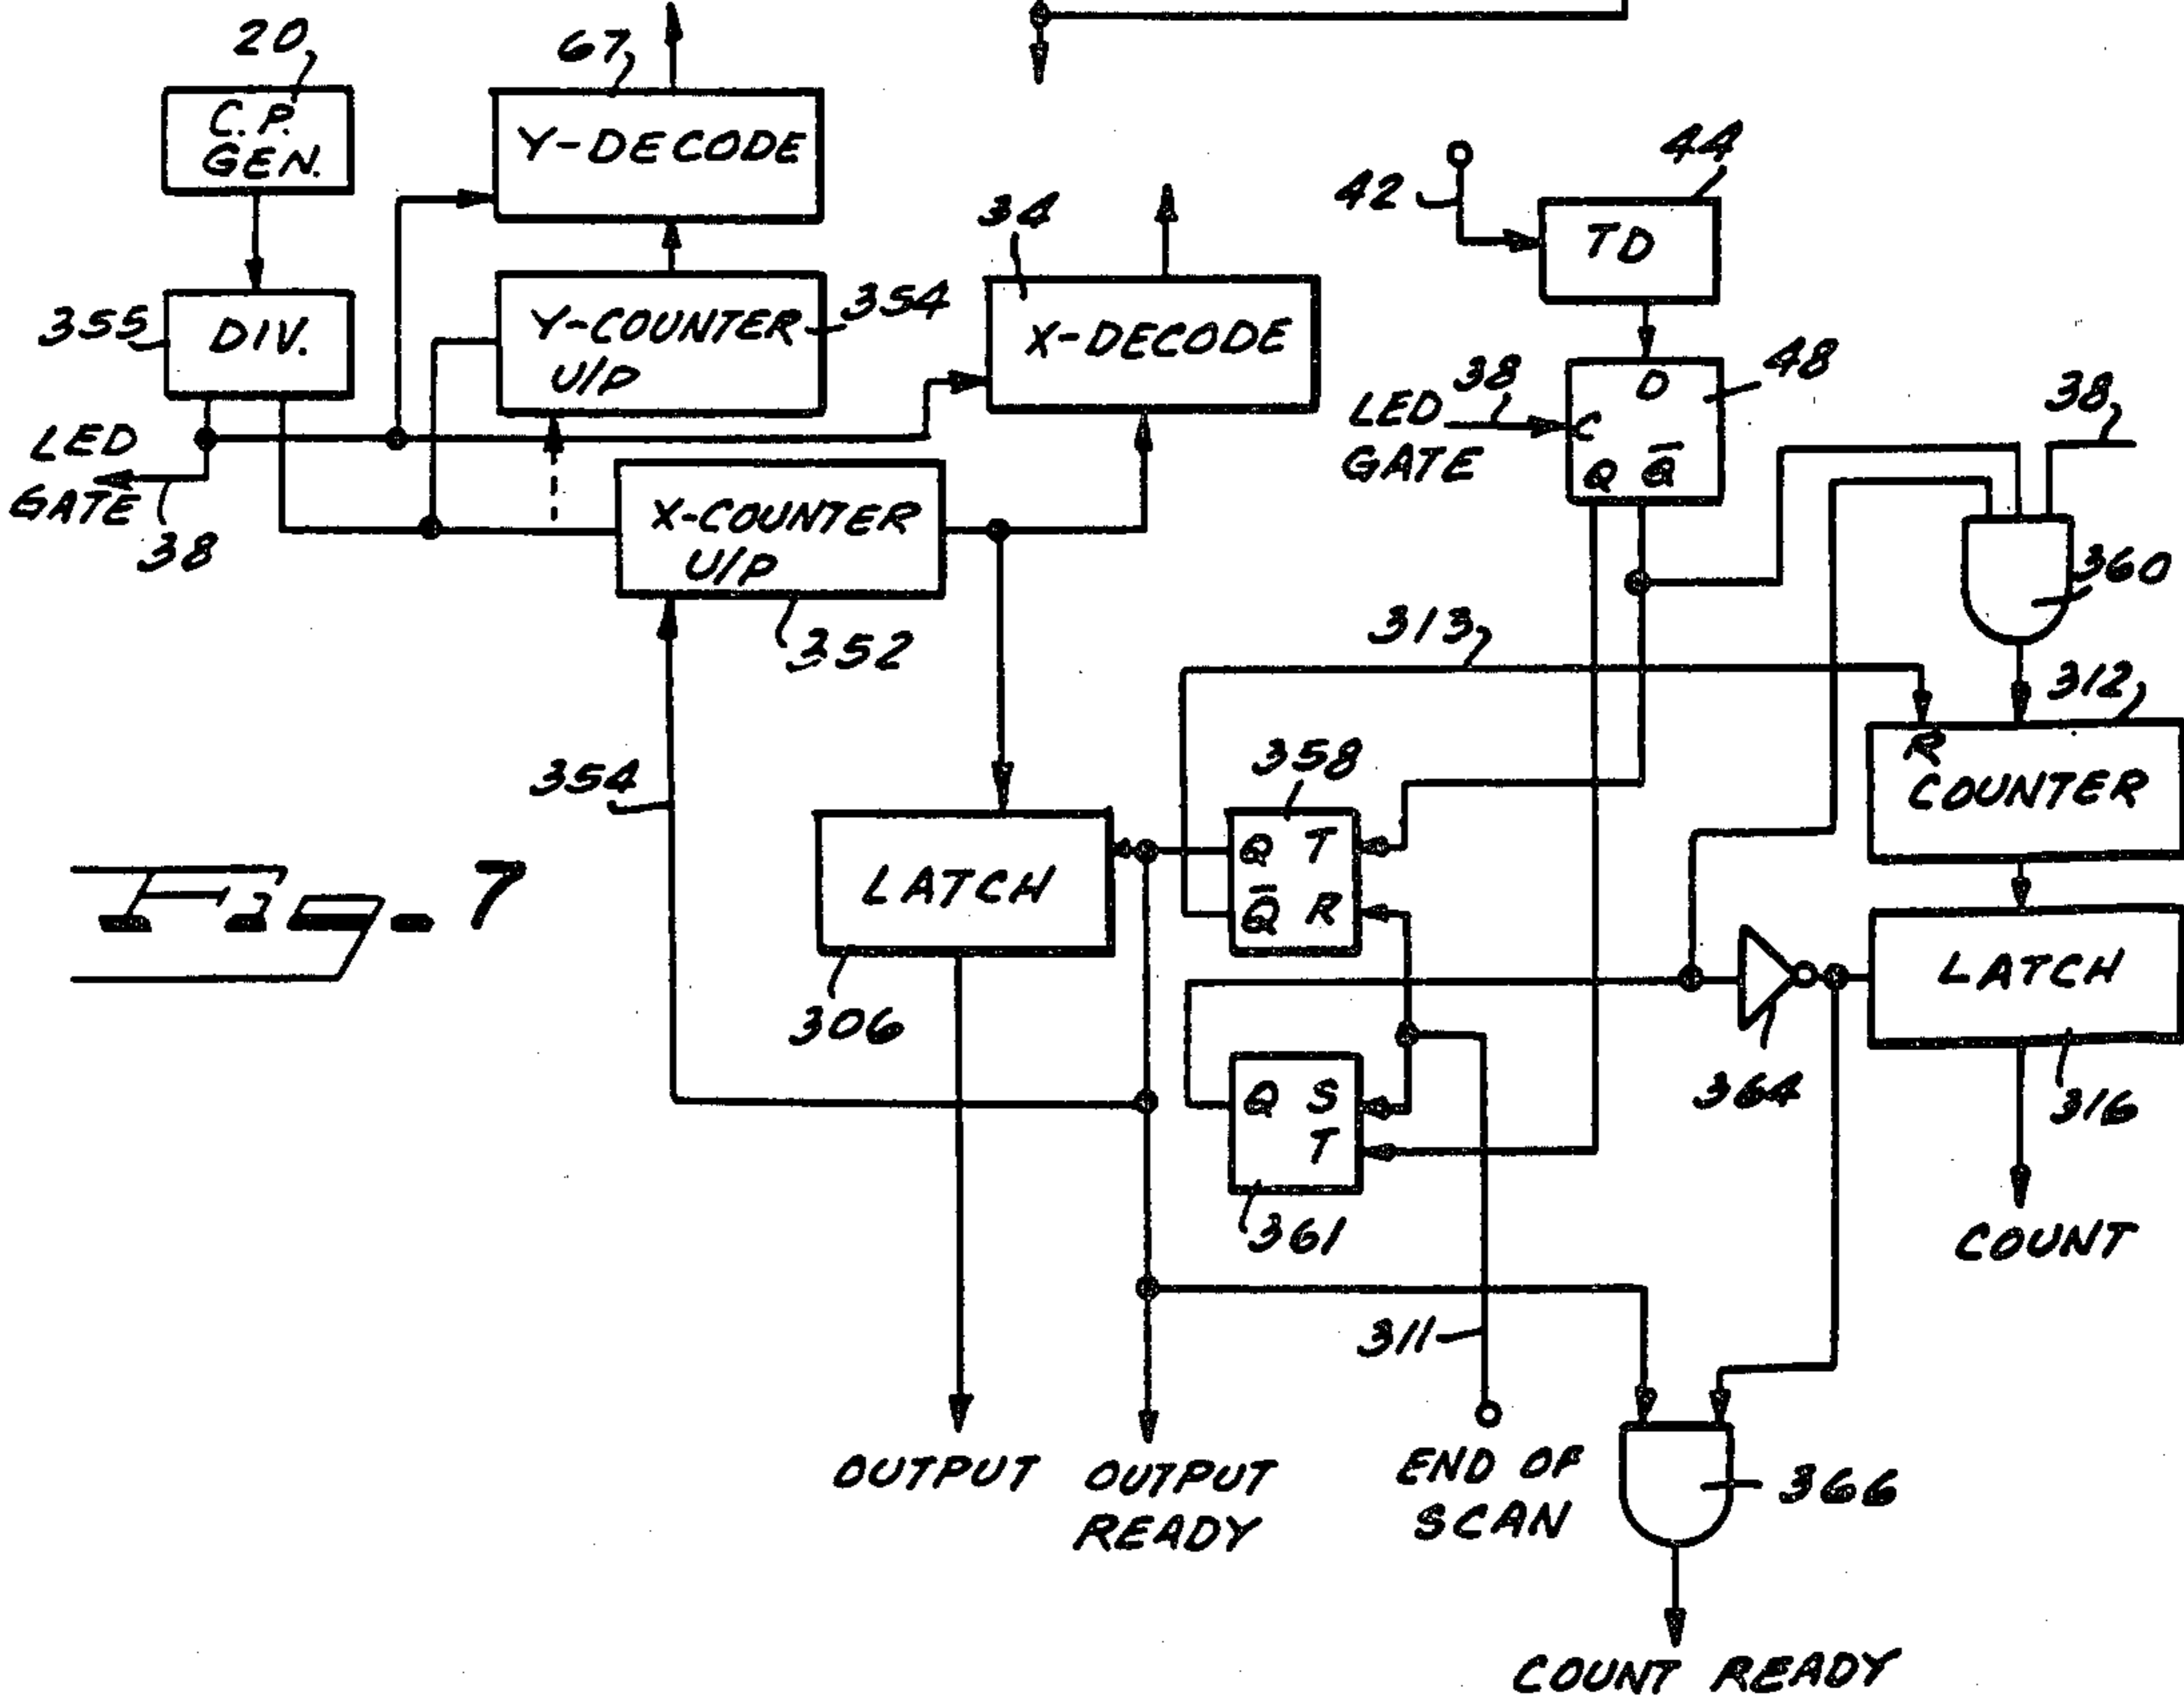 20
C.P.
GEN.
67
Y-DECODE
44
42
TD
34
355
DIV.
Y-COUNTER
U/P
354
X-DECODE
48
D
LED
GATE
38
C
Q Q̅
38
LED
GATE
38
X-COUNTER
U/P
352
360
313
312
R
COUNTER
354
358
LATCH
306
Q T
Q̅ R
LATCH
316
364
Q S
T
361
COUNT
311
Fig-7
OUTPUT
OUTPUT
READY
END OF
SCAN
366
COUNT READY